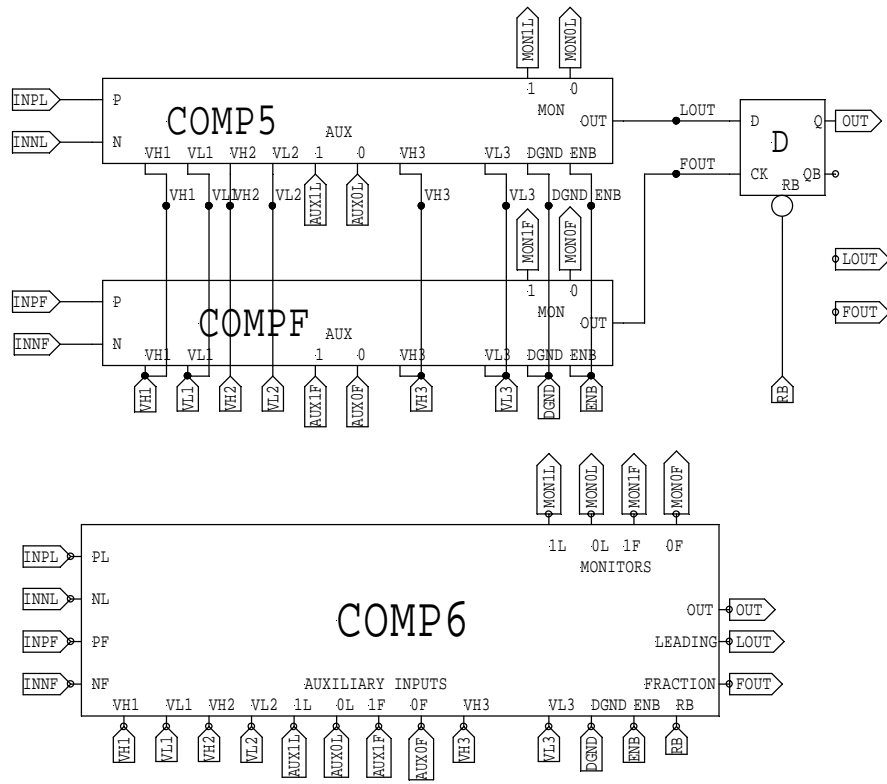 MON1L MON0L
1 0
INPL P MON
COMP5 OUT LOUT D Q OUT
INNL N AUX D
VH1 VL1 VH2 VL2 1 0 VH3 VL3 DGND ENB FOUT CK QB
RB
VH1 VL1 VH2 VL2 AUX1L AUX0L VH3 VL3 DGND ENB
MON1F MON0F
LOUT
1 0
INPF P MON
COMPF OUT FOUT
INNF N AUX
VH1 VL1 1 0 VH3 VL3 DGND ENB
VH1 VL1 VH2 VL2 AUX1F AUX0F VH3 VL3 DGND ENB RB
MON1L MON0L MON1F MON0F
1L 0L 1F 0F
INPL PL MONITORS
INNL NL
COMP6 OUT OUT
INPF PF LEADING LOUT
INNF NF AUXILIARY INPUTS FRACTION FOUT
VH1 VL1 VH2 VL2 1L 0L 1F 0F VH3 VL3 DGND ENB RB
VH1 VL1 VH2 VL2 AUX1L AUX0L AUX1F AUX0F VH3 VL3 DGND ENB RB